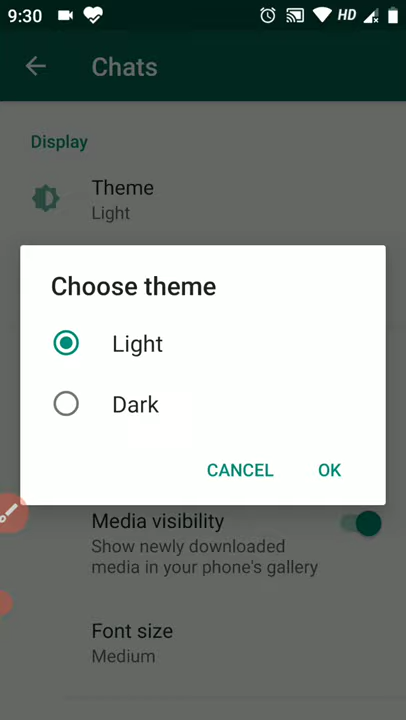 9:30
HD
Chats
Display
Theme
Light
Choose theme
Light
Dark
CANCEL
OK
Media visibility
Show newly downloaded
media in your phone's gallery
Font size
Medium